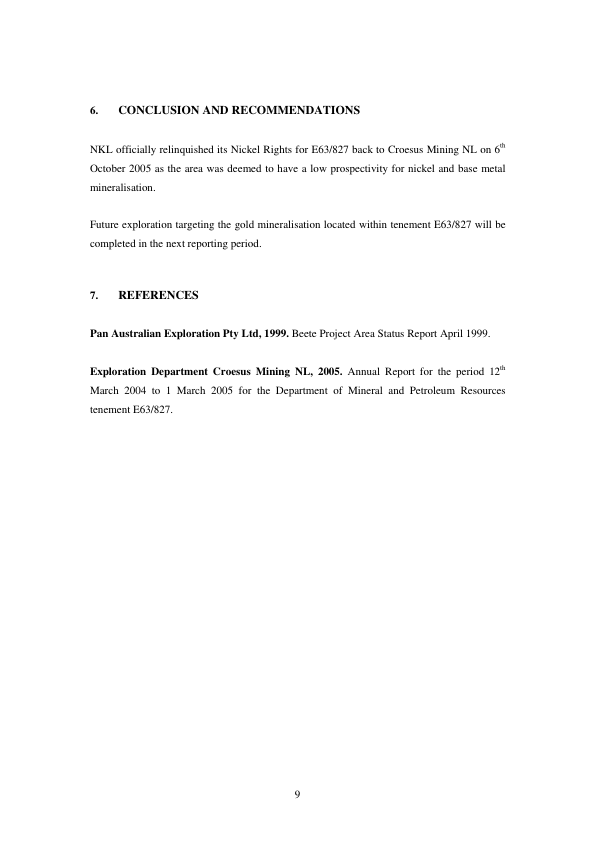 6. CONCLUSION AND RECOMMENDATIONS
NKL officially relinquished its Nickel Rights for E63/827 back to Croesus Mining NL on 6th
October 2005 as the area was deemed to have a low prospectivity for nickel and base metal
mineralisation.
Future exploration targeting the gold mineralisation located within tenement E63/827 will be
completed in the next reporting period.
7. REFERENCES
Pan Australian Exploration Pty Ltd, 1999. Beete Project Area Status Report April 1999.
Exploration Department Croesus Mining NL, 2005. Annual Report for the period 12th
March 2004 to 1 March 2005 for the Department of Mineral and Petroleum Resources
tenement E63/827.
9